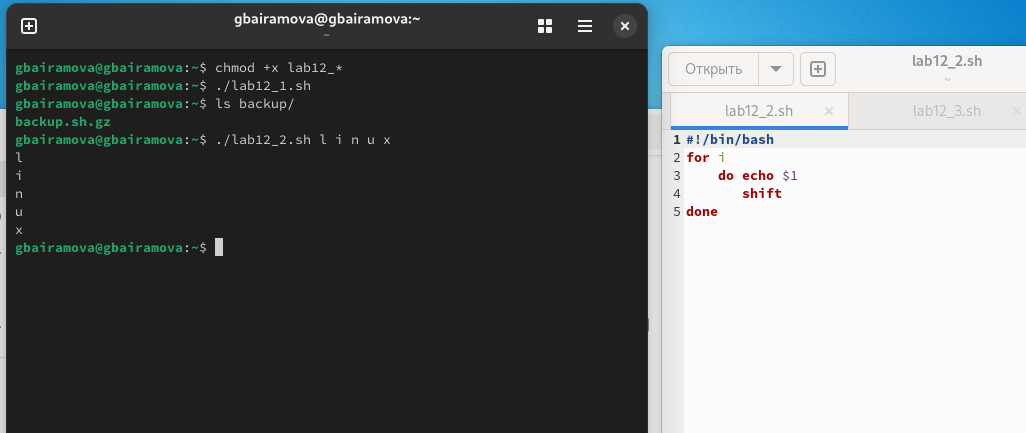 gbairamova@gbairamova:~
~
gbairamova@gbairamova:~$ chmod +x lab12_*
gbairamova@gbairamova:~$ ./lab12_1.sh
gbairamova@gbairamova:~$ ls backup/
backup.sh.gz
gbairamova@gbairamova:~$ ./lab12_2.sh l i n u x
l
i
n
u
x
gbairamova@gbairamova:~$
Открыть
lab12_2.sh
~
lab12_2.sh
lab12_3.sh
1 #!/bin/bash
2 for i
3     do echo $1
4        shift
5 done